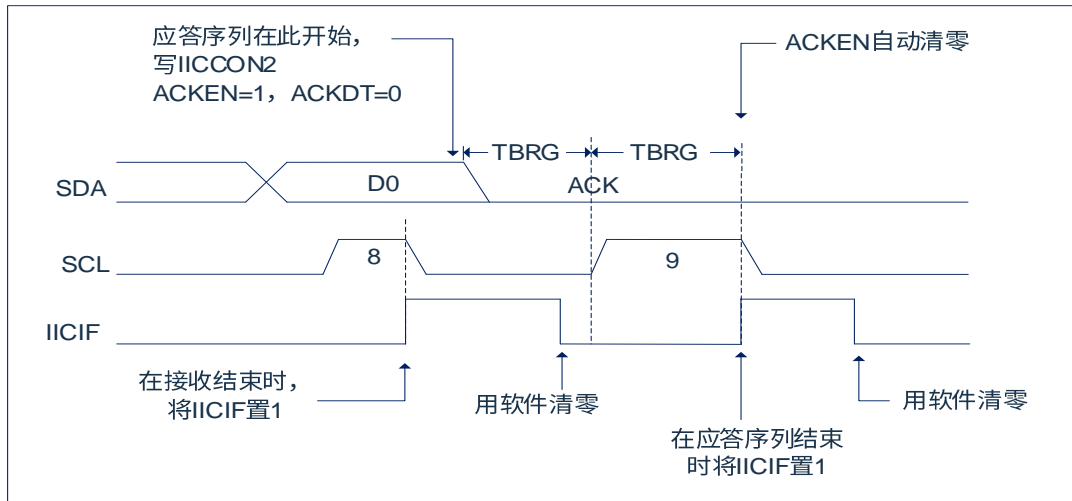 应答序列在此开始，
写IICCON2
ACKEN=1，ACKDT=0
ACKEN自动清零
TBRG
TBRG
SDA
D0
ACK
SCL
8
9
IICIF
在接收结束时，
将IICIF置1
用软件清零
在应答序列结束
时将IICIF置1
用软件清零